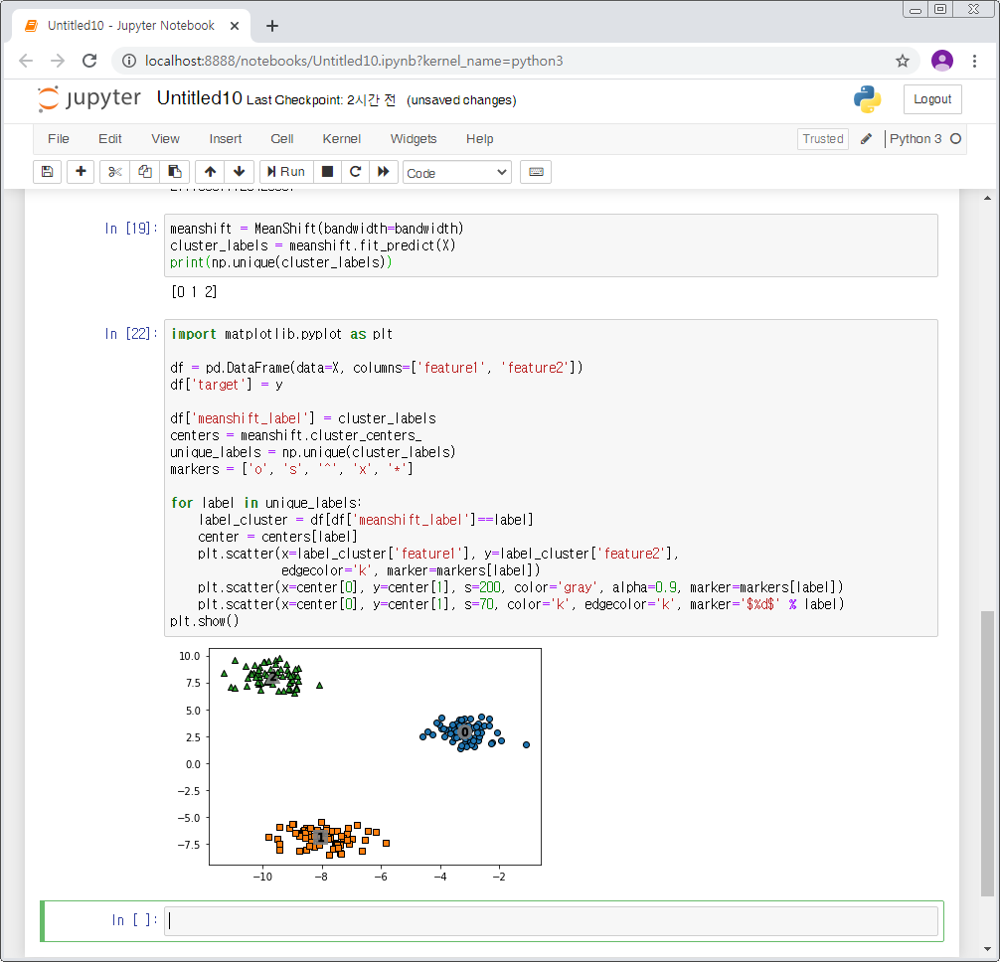 Untitled10 - Jupyter Notebook
localhost:8888/notebooks/Untitled10.ipynb?kernel_name=python3
jupyter Untitled10 Last Checkpoint: 2시간 전 (unsaved changes)
Logout
File Edit View Insert Cell Kernel Widgets Help
Trusted
Python 3
Run
Code
In [19]:
meanshift = MeanShift(bandwidth=bandwidth)
cluster_labels = meanshift.fit_predict(X)
print(np.unique(cluster_labels))
[0 1 2]
In [22]:
import matplotlib.pyplot as plt
df = pd.DataFrame(data=X, columns=['feature1', 'feature2'])
df['target'] = y
df['meanshift_label'] = cluster_labels
centers = meanshift.cluster_centers_
unique_labels = np.unique(cluster_labels)
markers = ['o', 's', '^', 'x', '*']
for label in unique_labels:
    label_cluster = df[df['meanshift_label']==label]
    center = centers[label]
    plt.scatter(x=label_cluster['feature1'], y=label_cluster['feature2'],
                edgecolor='k', marker=markers[label])
    plt.scatter(x=center[0], y=center[1], s=200, color='gray', alpha=0.9, marker=markers[label])
    plt.scatter(x=center[0], y=center[1], s=70, color='k', edgecolor='k', marker='$%d$' % label)
plt.show()
10.0
7.5
5.0
2.5
0.0
−2.5
−5.0
−7.5
2
0
1
−10 −8 −6 −4 −2
In [ ]: